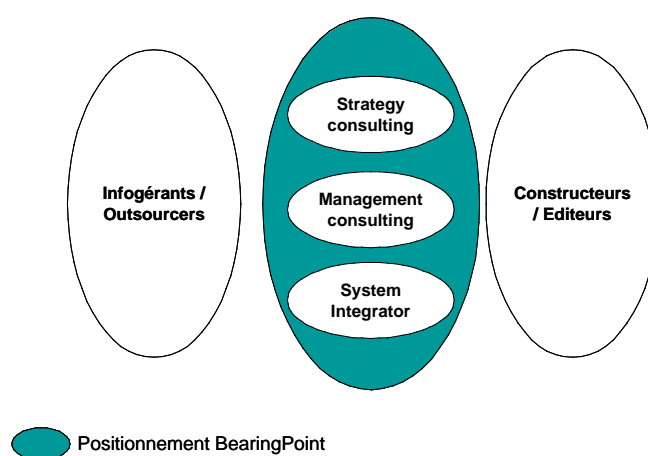 Strategy
consulting
Infogérants /
Outsourcers
Management
consulting
Constructeurs
/ Editeurs
System
Integrator
Positionnement BearingPoint